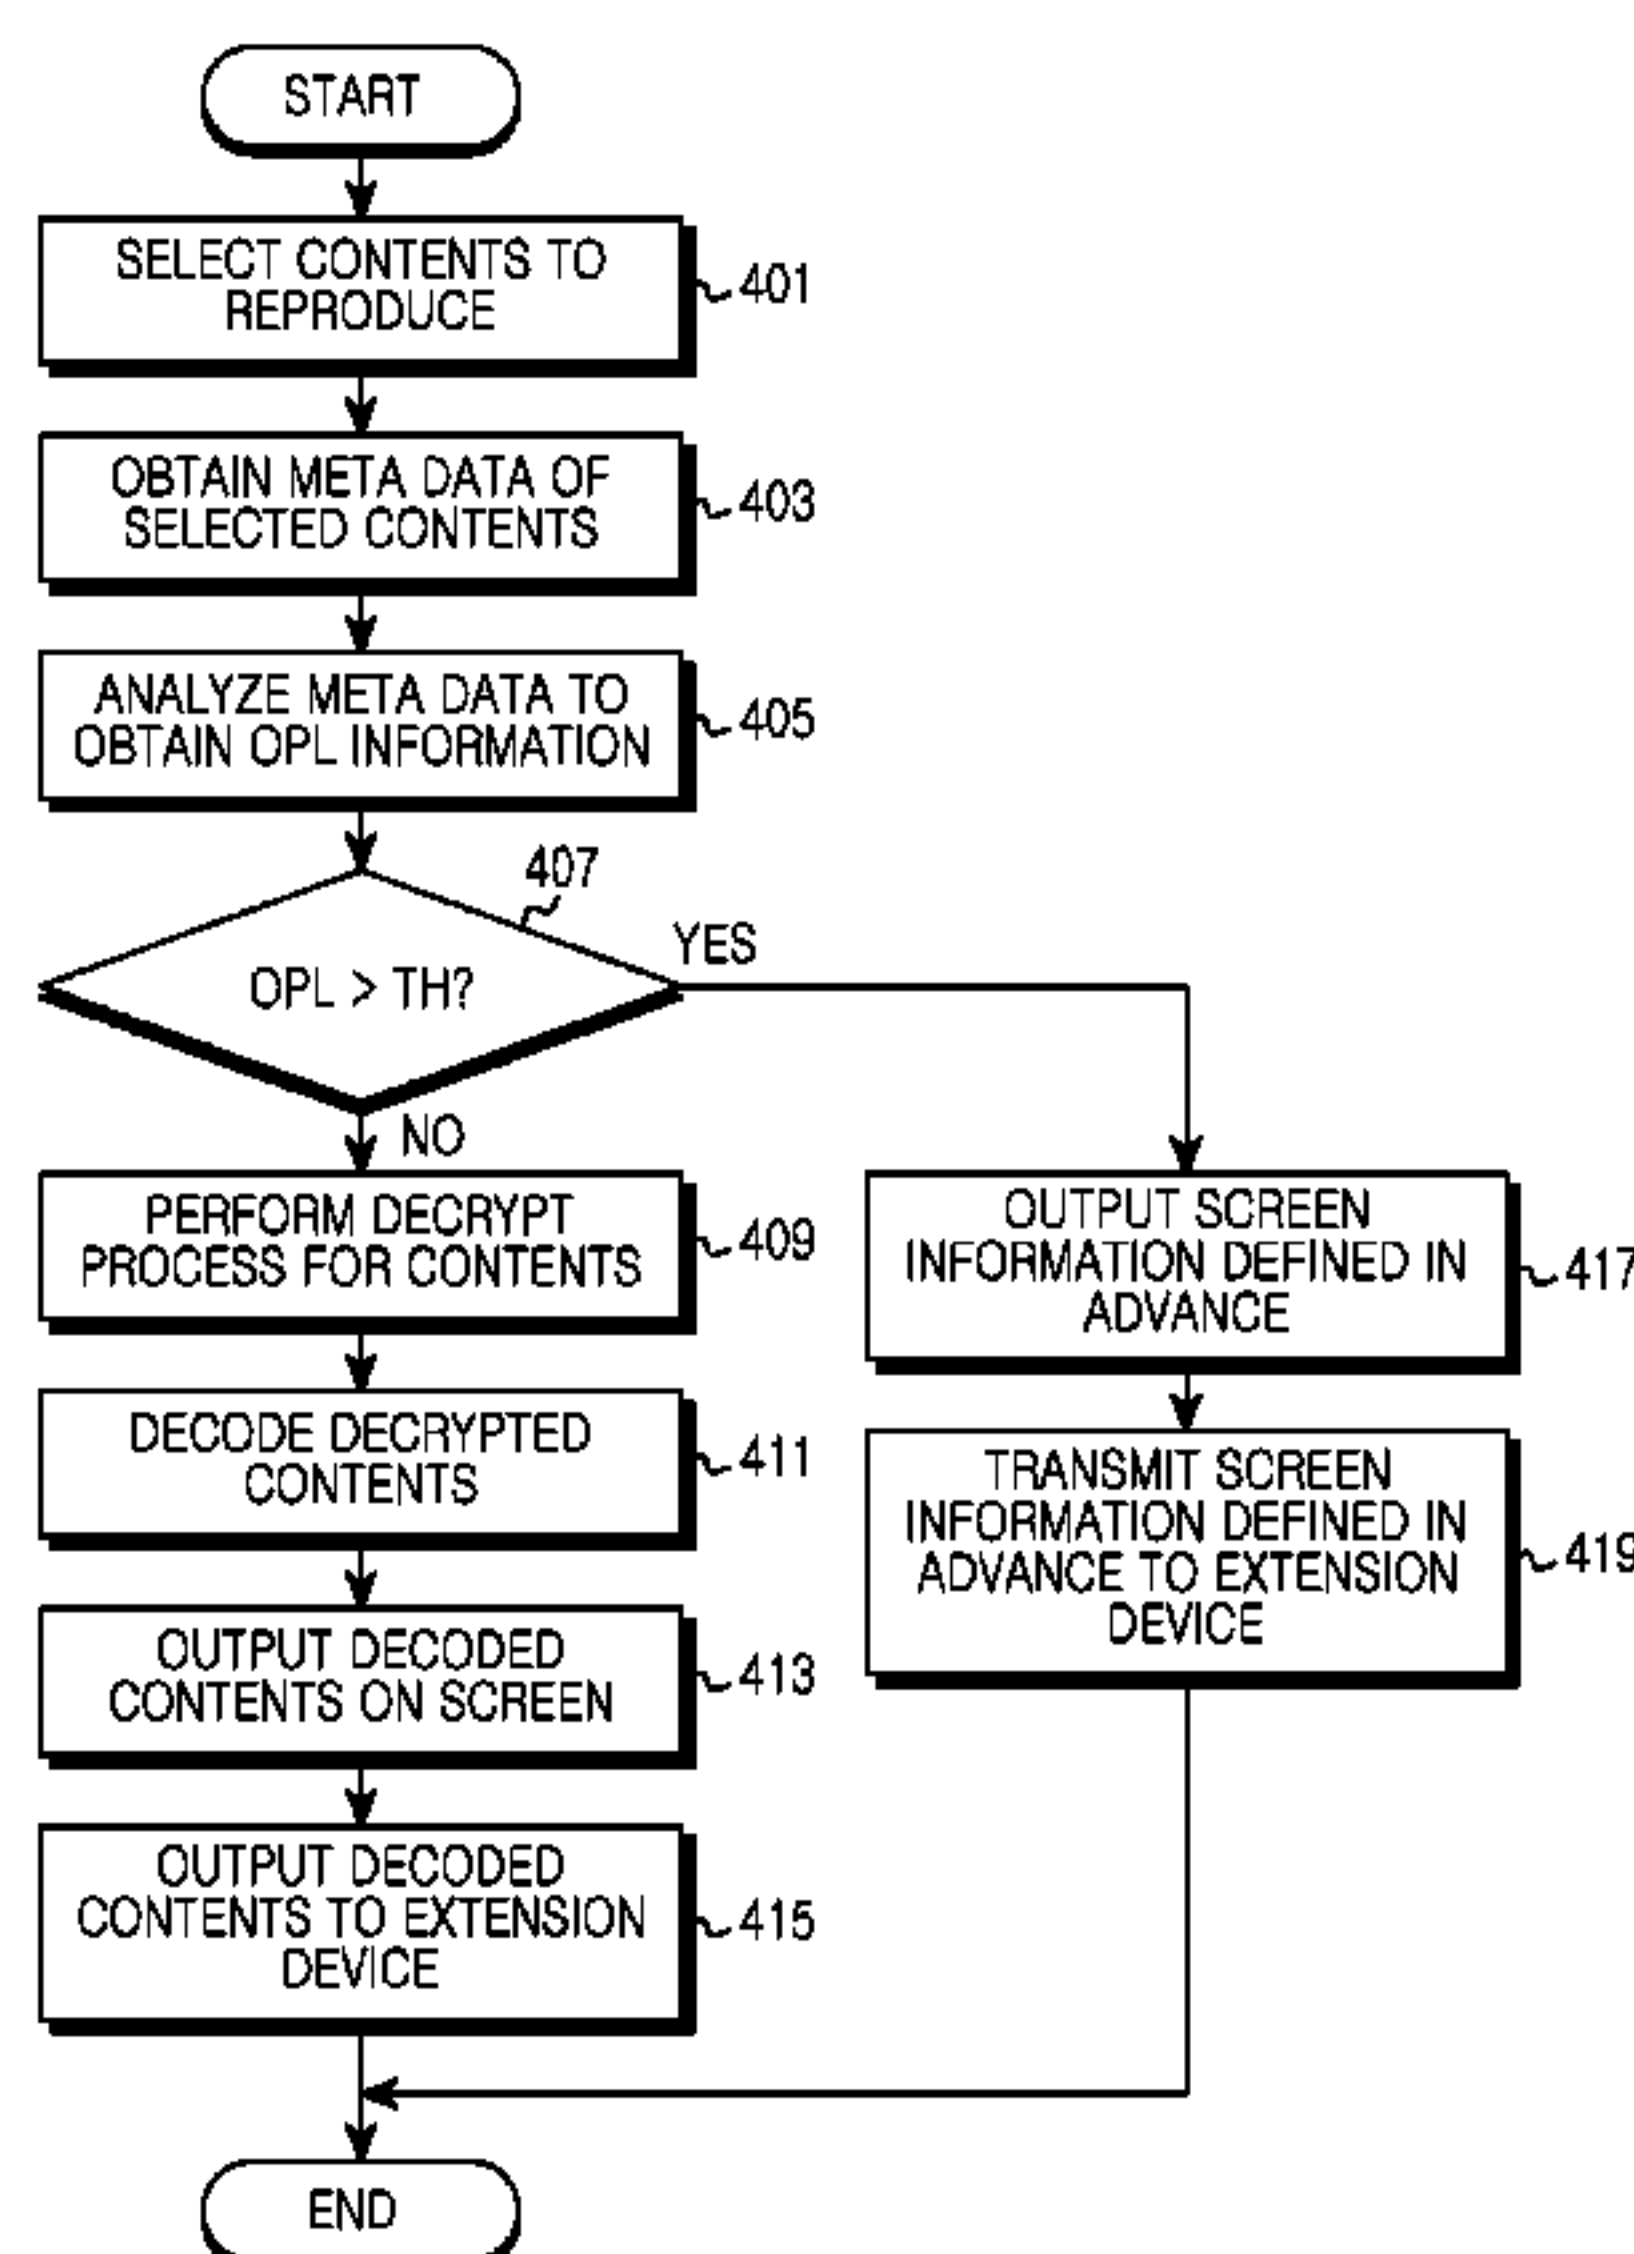 START
SELECT CONTENTS TO
REPRODUCE
401
OBTAIN META DATA OF
SELECTED CONTENTS
403
ANALYZE META DATA TO
OBTAIN OPL INFORMATION
405
407
OPL > TH?
YES
NO
PERFORM DECRYPT
PROCESS FOR CONTENTS
409
DECODE DECRYPTED
CONTENTS
411
OUTPUT DECODED
CONTENTS ON SCREEN
413
OUTPUT DECODED
CONTENTS TO EXTENSION
DEVICE
415
OUTPUT SCREEN
INFORMATION DEFINED IN
ADVANCE
417
TRANSMIT SCREEN
INFORMATION DEFINED IN
ADVANCE TO EXTENSION
DEVICE
419
END